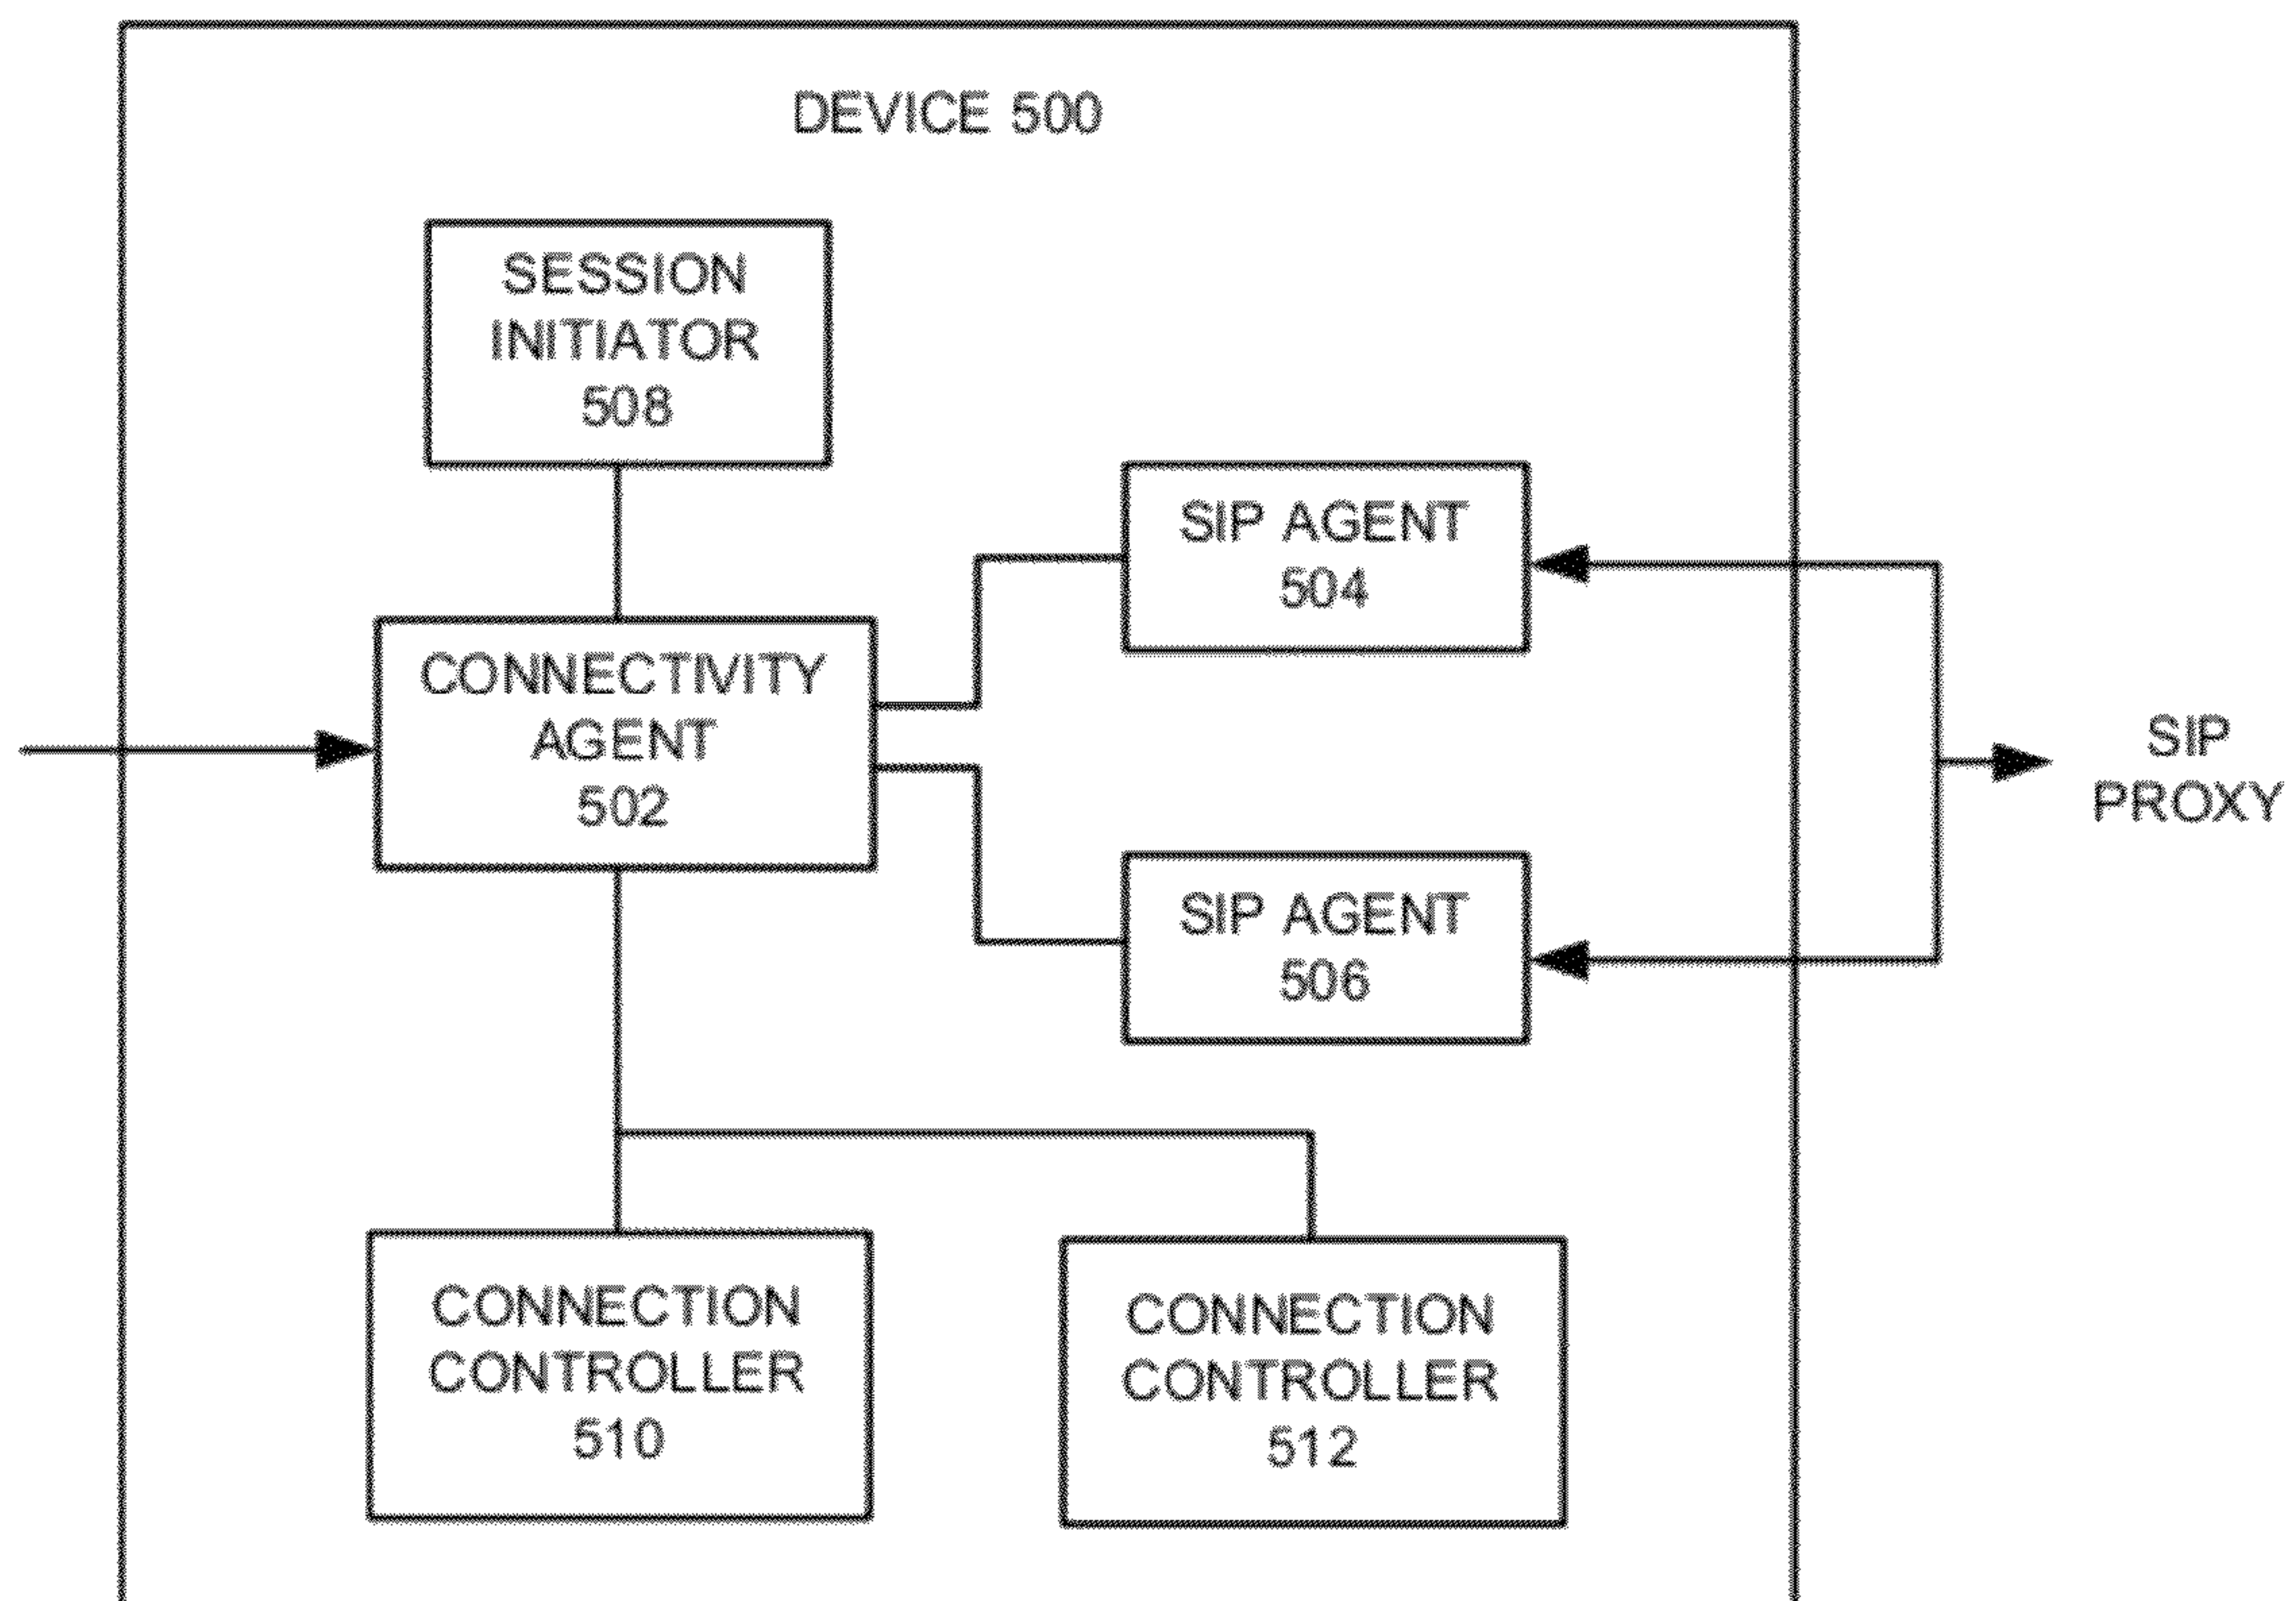 DEVICE 500
SESSION
INITIATOR
508
SIP AGENT
504
CONNECTIVITY
AGENT
502
SIP
PROXY
SIP AGENT
506
CONNECTION
CONTROLLER
510
CONNECTION
CONTROLLER
512